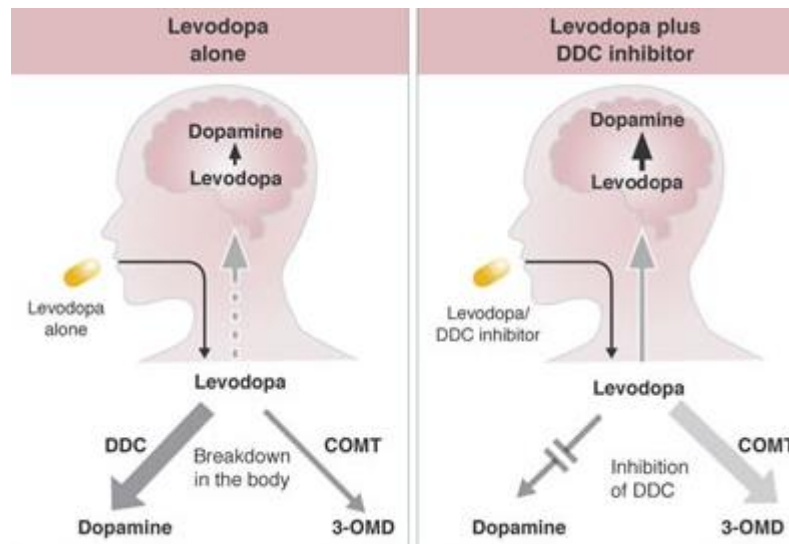 Levodopa
alone
Dopamine
Levodopa
Levodopa
alone
Levodopa
DDC
COMT
Breakdown
in the body
Dopamine
3-OMD
Levodopa plus
DDC inhibitor
Dopamine
Levodopa
Levodopa/
DDC inhibitor
Levodopa
COMT
Inhibition
of DDC
Dopamine
3-OMD